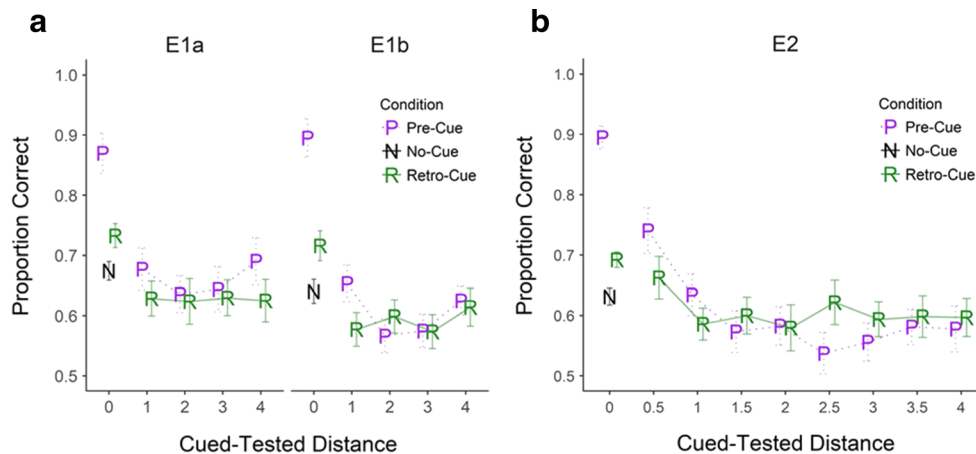 a
E1a E1b
Proportion Correct
1.0
0.9
0.8
0.7
0.6
0.5
Condition
P Pre-Cue
N No-Cue
R Retro-Cue
P P
R R
N N
P P P P P P P P
R R R R R R R R
0 1 2 3 4 0 1 2 3 4
Cued-Tested Distance
b
E2
Proportion Correct
1.0
0.9
0.8
0.7
0.6
0.5
Condition
P Pre-Cue
N No-Cue
R Retro-Cue
P
R
N
P P P P P P P P
R R R R R R R R
0 0.5 1 1.5 2 2.5 3 3.5 4
Cued-Tested Distance